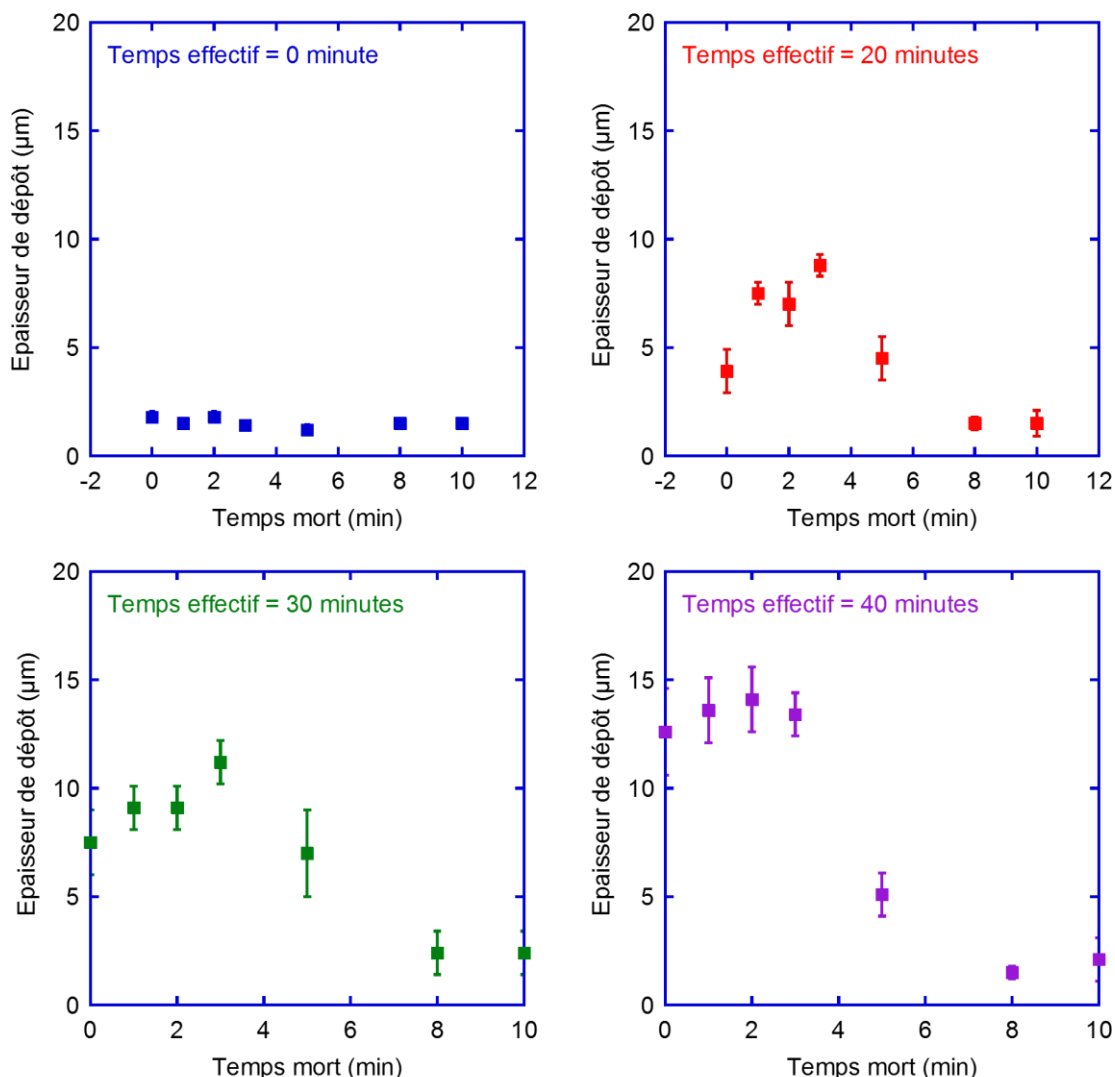 20
Temps effectif = 0 minute
15
10
5
0
-2 0 2 4 6 8 10 12
Epaisseur de dépôt (µm)
Temps mort (min)
20
Temps effectif = 20 minutes
15
10
5
0
-2 0 2 4 6 8 10 12
Epaisseur de dépôt (µm)
Temps mort (min)
20
Temps effectif = 30 minutes
15
10
5
0
0 2 4 6 8 10
Epaisseur de dépôt (µm)
Temps mort (min)
20
Temps effectif = 40 minutes
15
10
5
0
0 2 4 6 8 10
Epaisseur de dépôt (µm)
Temps mort (min)